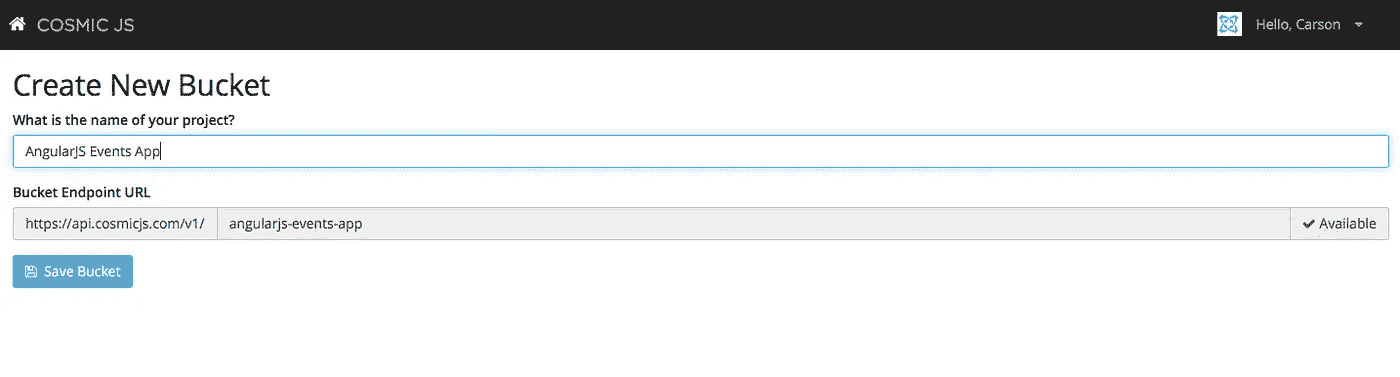 COSMIC JS
Hello, Carson
Create New Bucket
What is the name of your project?
AngularJS Events App
Bucket Endpoint URL
https://api.cosmicjs.com/v1/ angularjs-events-app Available
Save Bucket